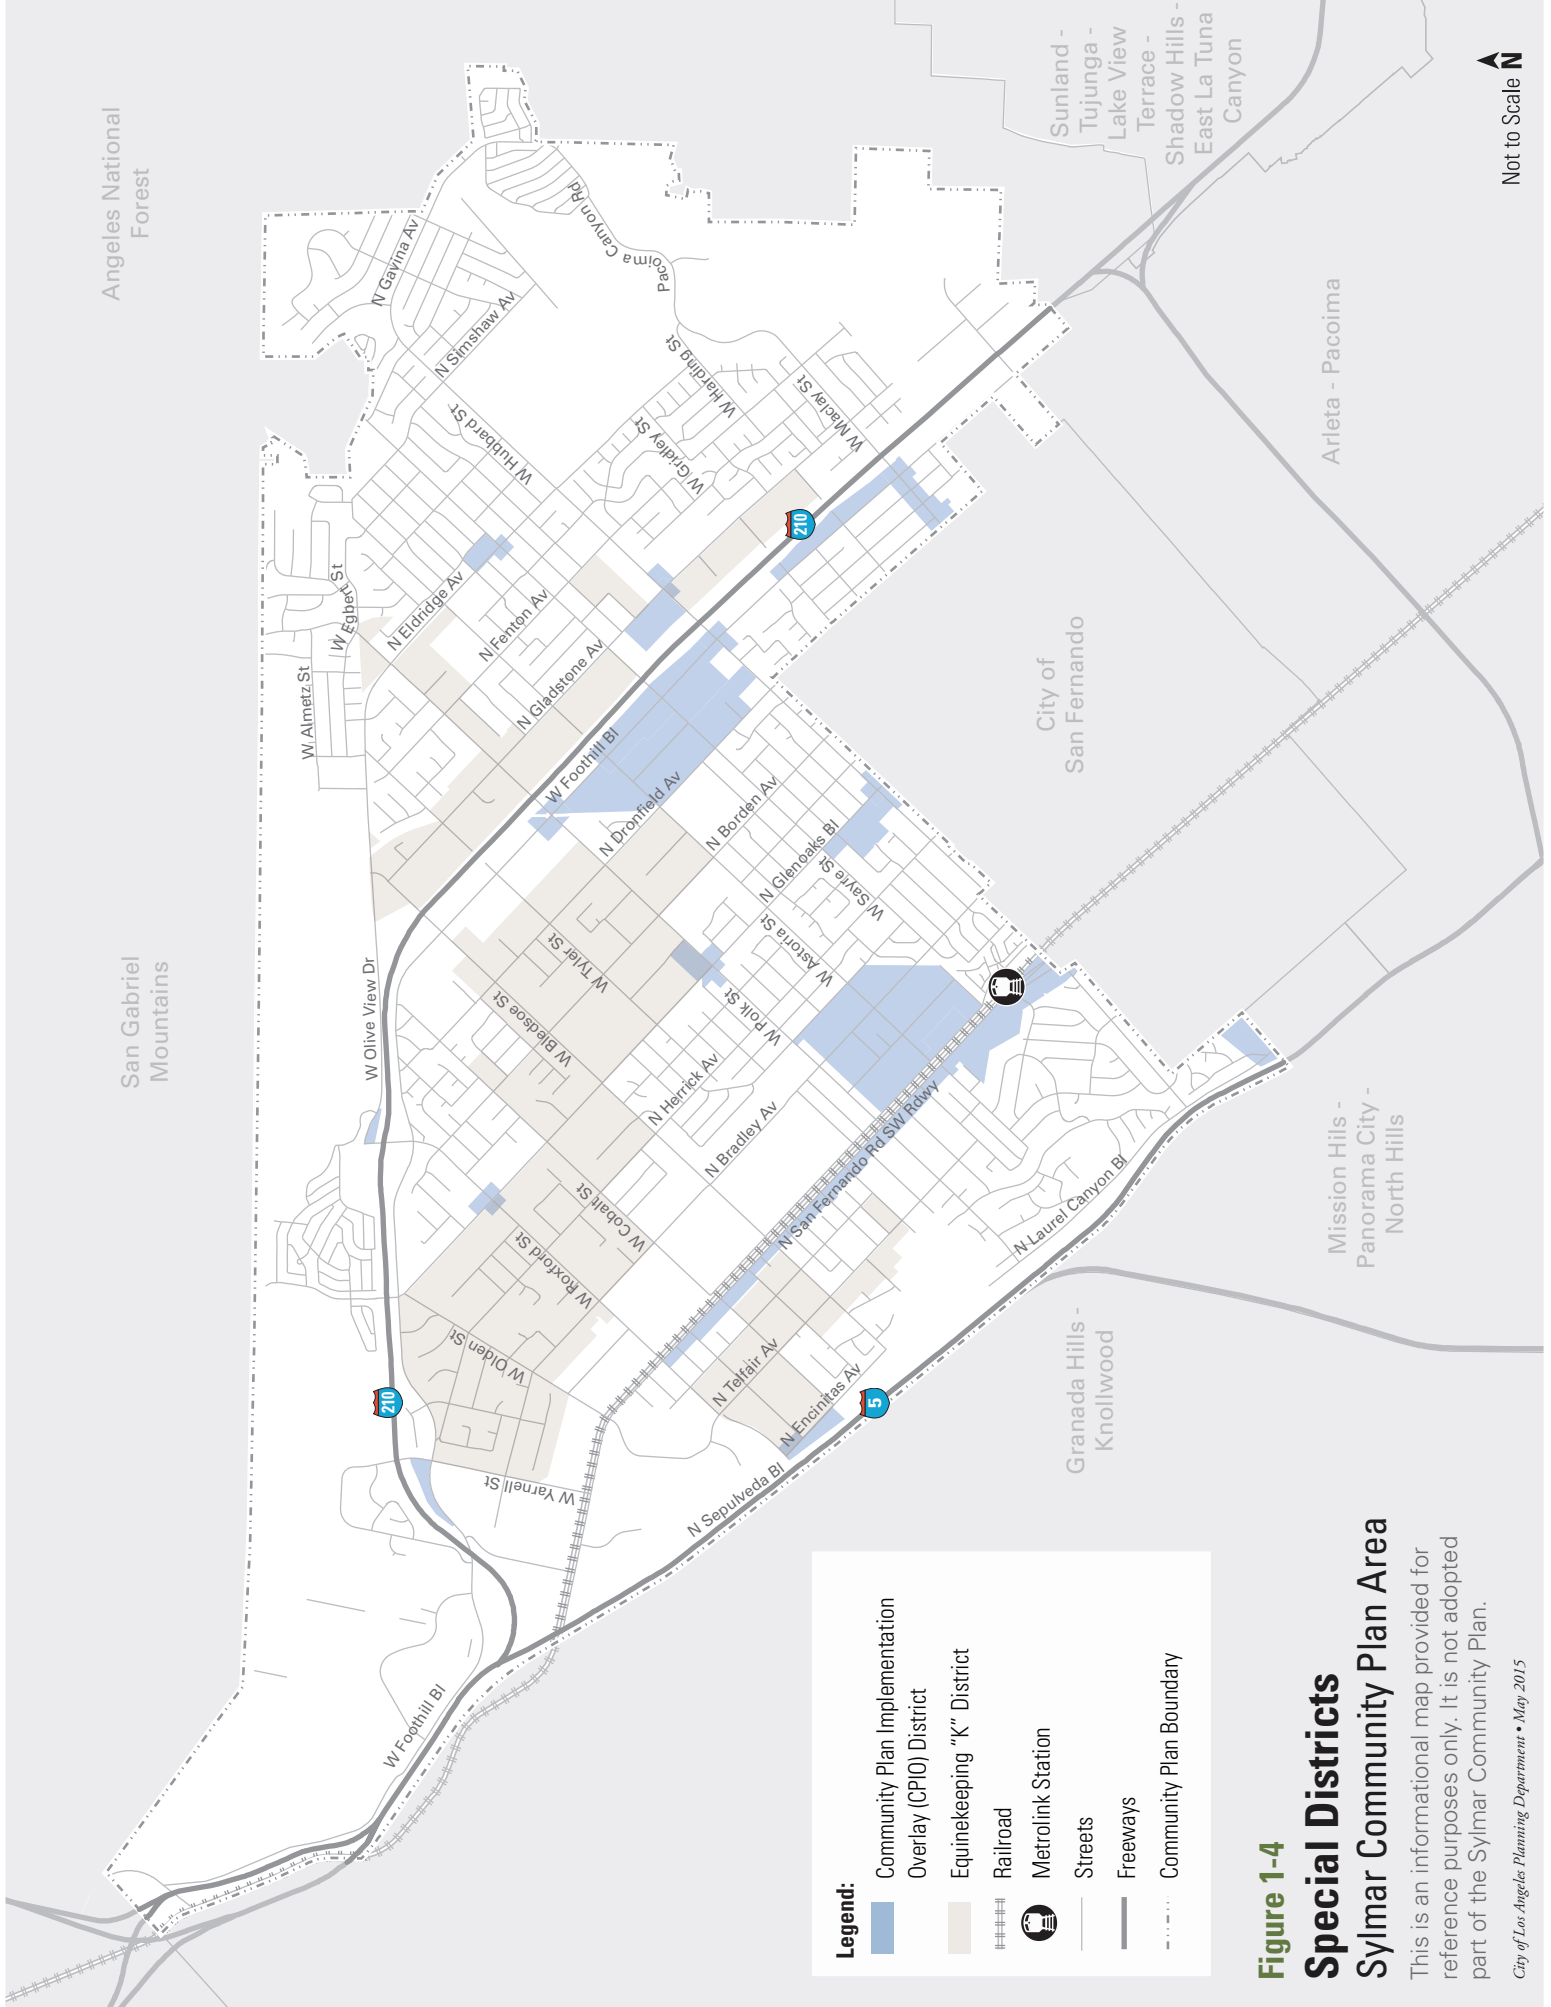 Angeles National
Forest
San Gabriel
Mountains
Sunland -
Tujunga -
Lake View
Terrace -
Shadow Hills -
East La Tuna
Canyon
Arleta - Pacoima
City of
San Fernando
Mission Hils -
Panorama City -
North Hills
Granada Hills -
Knollwood
N Gavina Av
N Simshaw Av
Pacoima Canyon Rd
W Hubbard St
W Harding St
W Gridley St
W Maclay St
W Egbert St
W Almetz St
N Eldridge Av
N Fenton Av
N Gladstone Av
W Foothill Bl
N Dronfield Av
N Borden Av
N Glenoaks Bl
W Sayre St
W Astoria St
W Polk St
W Tyler St
W Bledsoe St
W Olive View Dr
N Herrick Av
N Bradley Av
W Cobalt St
W Roxford St
W Olden St
W Yarnell St
N San Fernando Rd SW Rdwy
N Laurel Canyon Bl
N Telfair Av
N Encinitas Av
N Sepulveda Bl
W Foothill Bl
210
210
5
Not to Scale
N
Legend:
Community Plan Implementation
Overlay (CPIO) District
Equinekeeping “K” District
Railroad
Metrolink Station
Streets
Freeways
Community Plan Boundary
Figure 1-4
Special Districts
Sylmar Community Plan Area
This is an informational map provided for
reference purposes only. It is not adopted
part of the Sylmar Community Plan.
City of Los Angeles Planning Department • May 2015